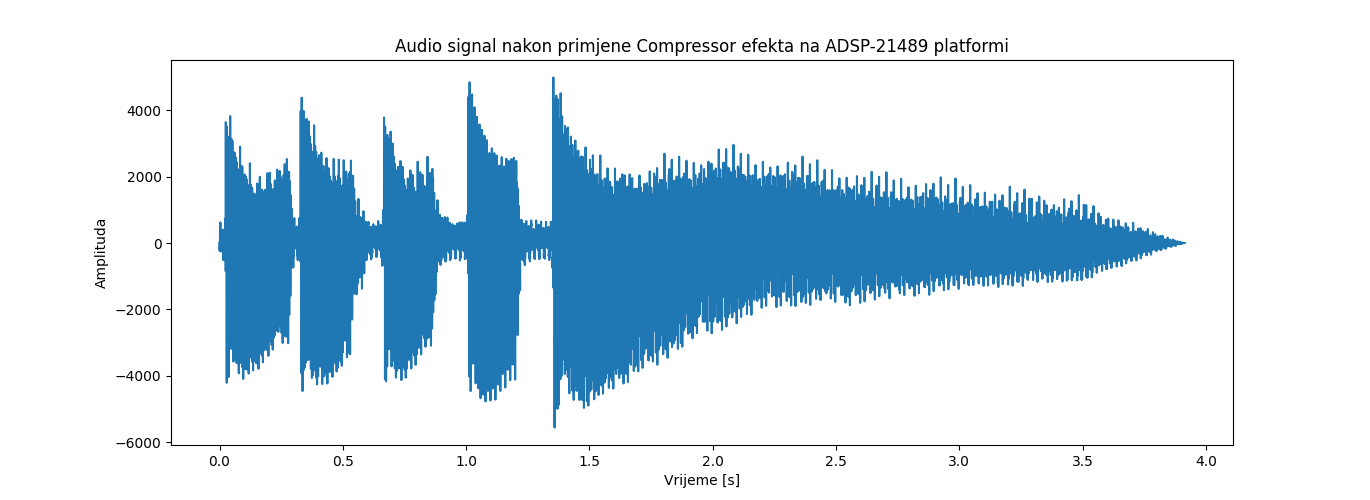 Audio signal nakon primjene Compressor efekta na ADSP-21489 platformi
Amplituda
4000
2000
0
−2000
−4000
−6000
0.0 0.5 1.0 1.5 2.0 2.5 3.0 3.5 4.0
Vrijeme [s]